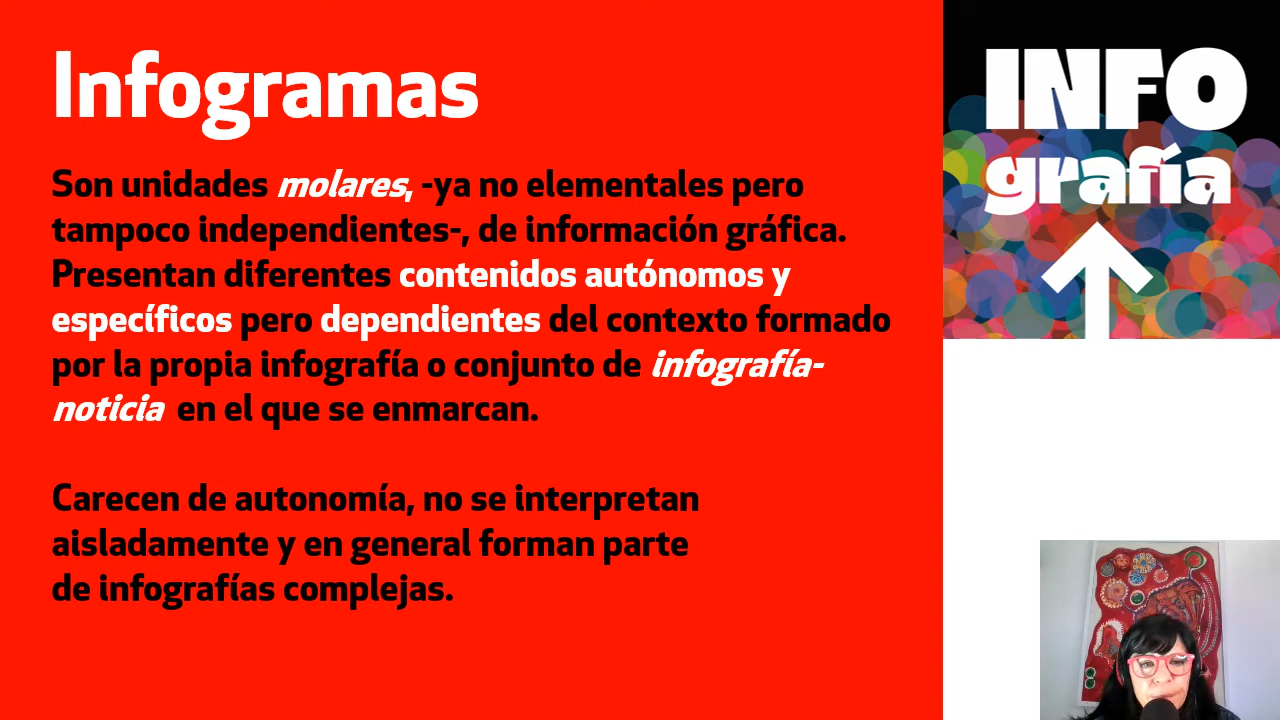 Infogramas
Son unidades molares, -ya no elementales pero
tampoco independientes-, de información gráfica.
Presentan diferentes contenidos autónomos y
específicos pero dependientes del contexto formado
por la propia infografía o conjunto de infografía-
noticia en el que se enmarcan.
Carecen de autonomía, no se interpretan
aisladamente y en general forman parte
de infografías complejas.
INFO
grafía